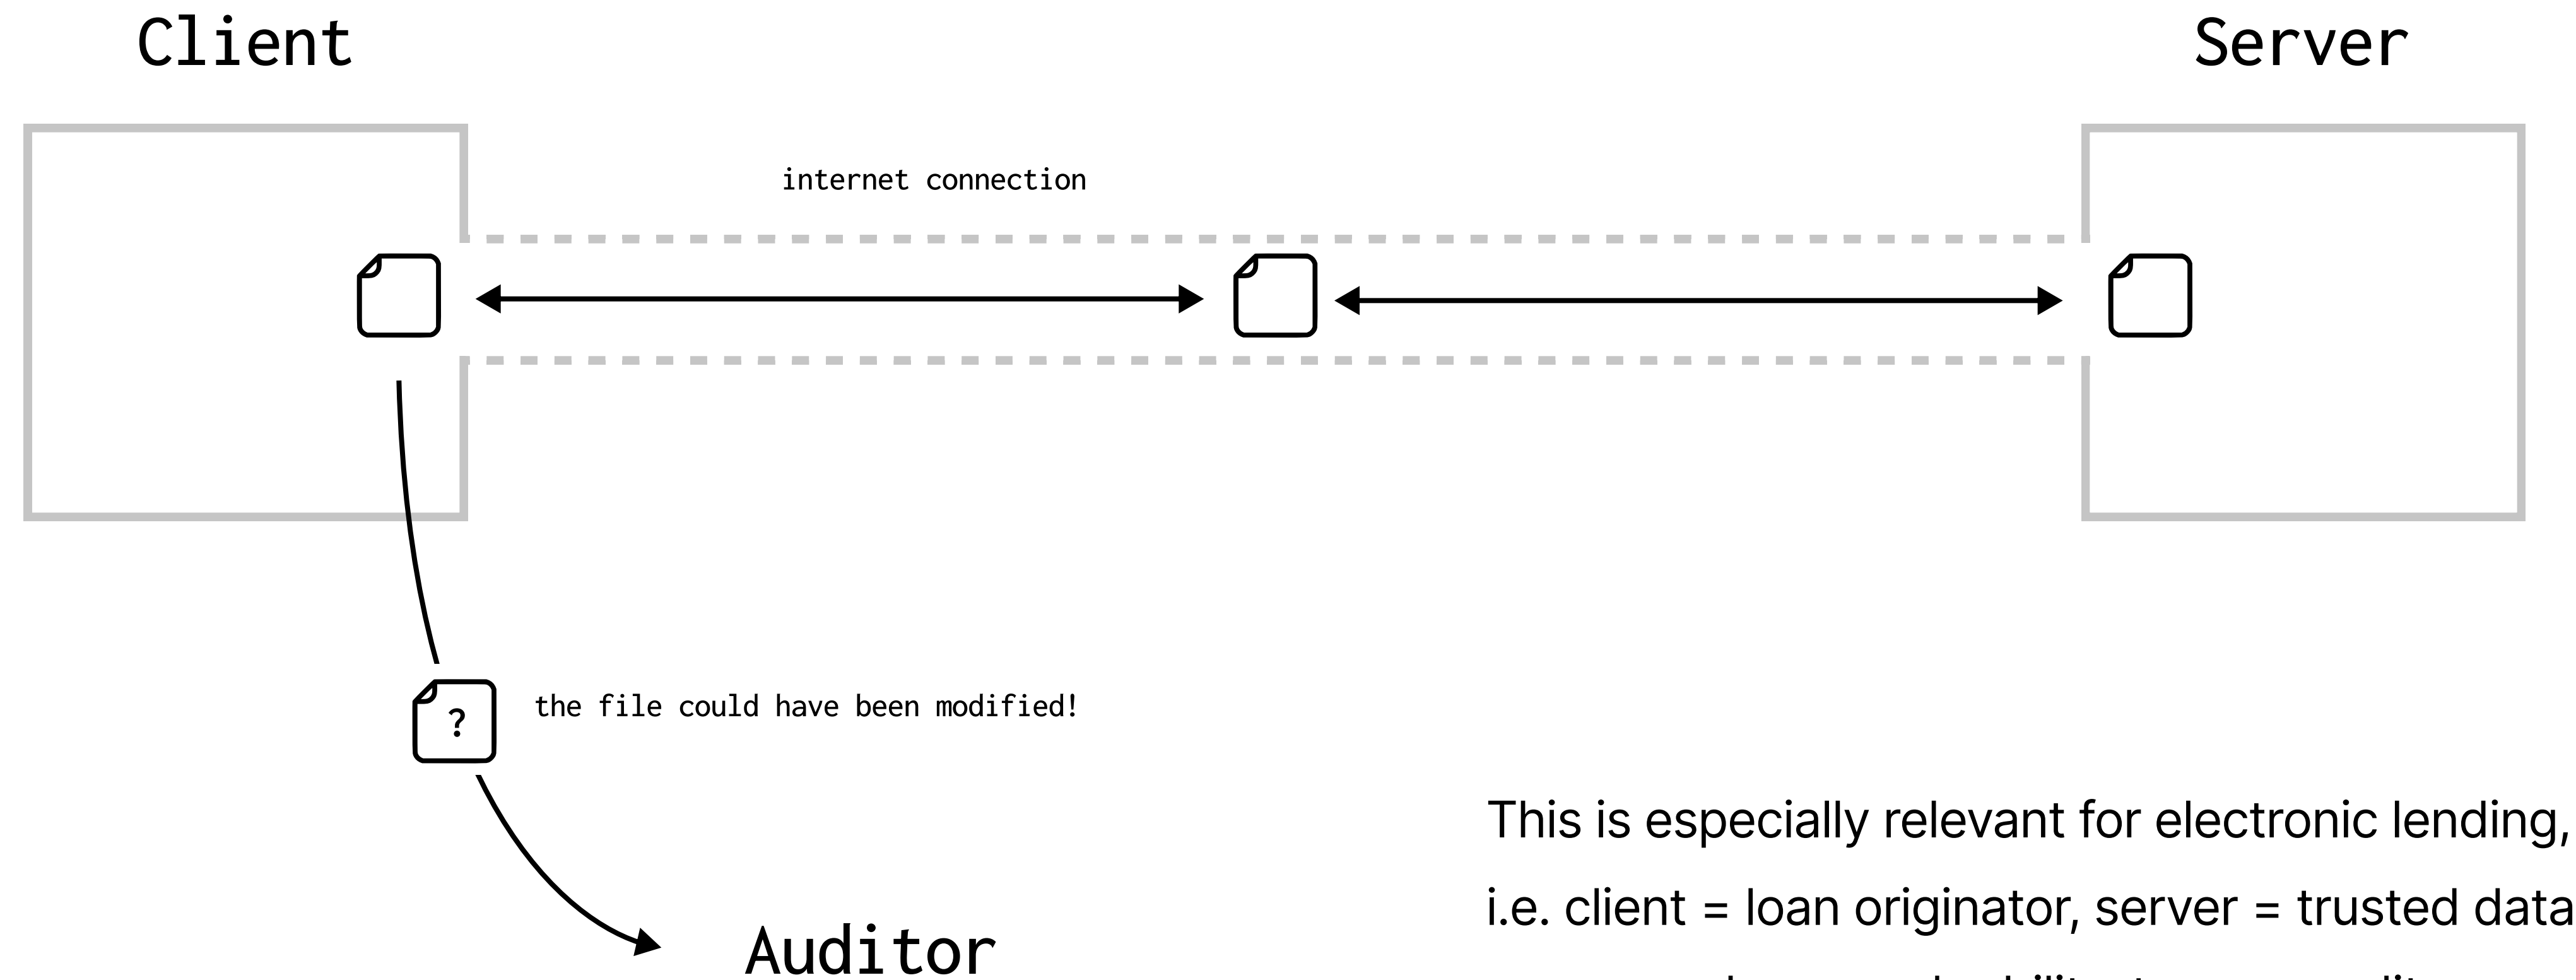 Client
Server
internet connection
?
the file could have been modified!
This is especially relevant for electronic lending,
i.e. client = loan originator, server = trusted data
Auditor